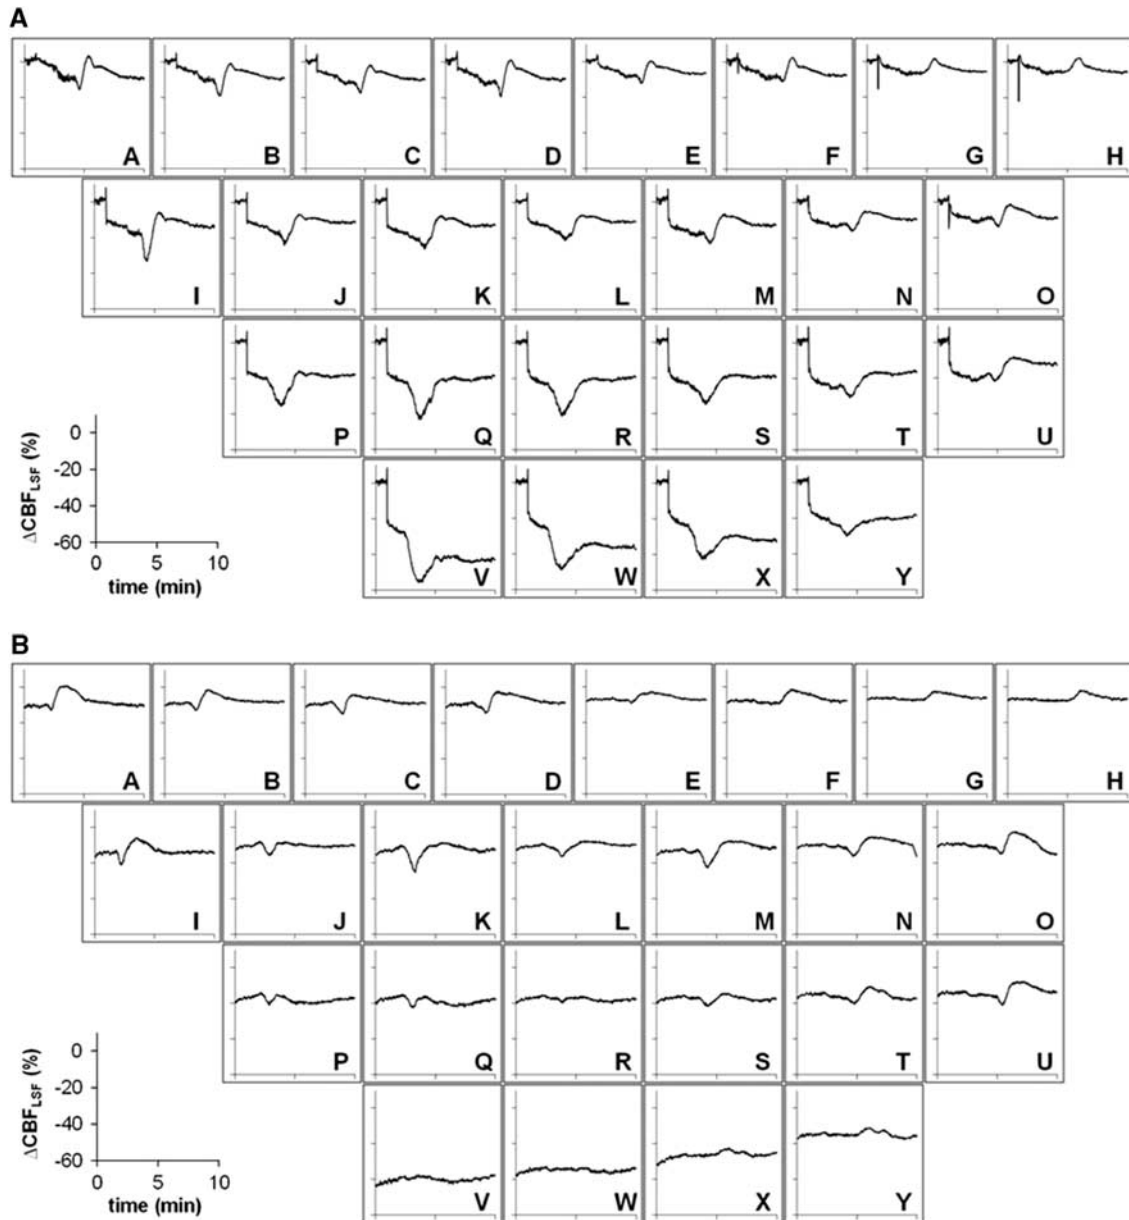 A
A B C D E F G H
I J K L M N O
P Q R S T U
0
-20
-40
-60
ΔCBF_LSF (%)
0 5 10
time (min)
V W X Y
B
A B C D E F G H
I J K L M N O
P Q R S T U
0
-20
-40
-60
ΔCBF_LSF (%)
0 5 10
time (min)
V W X Y